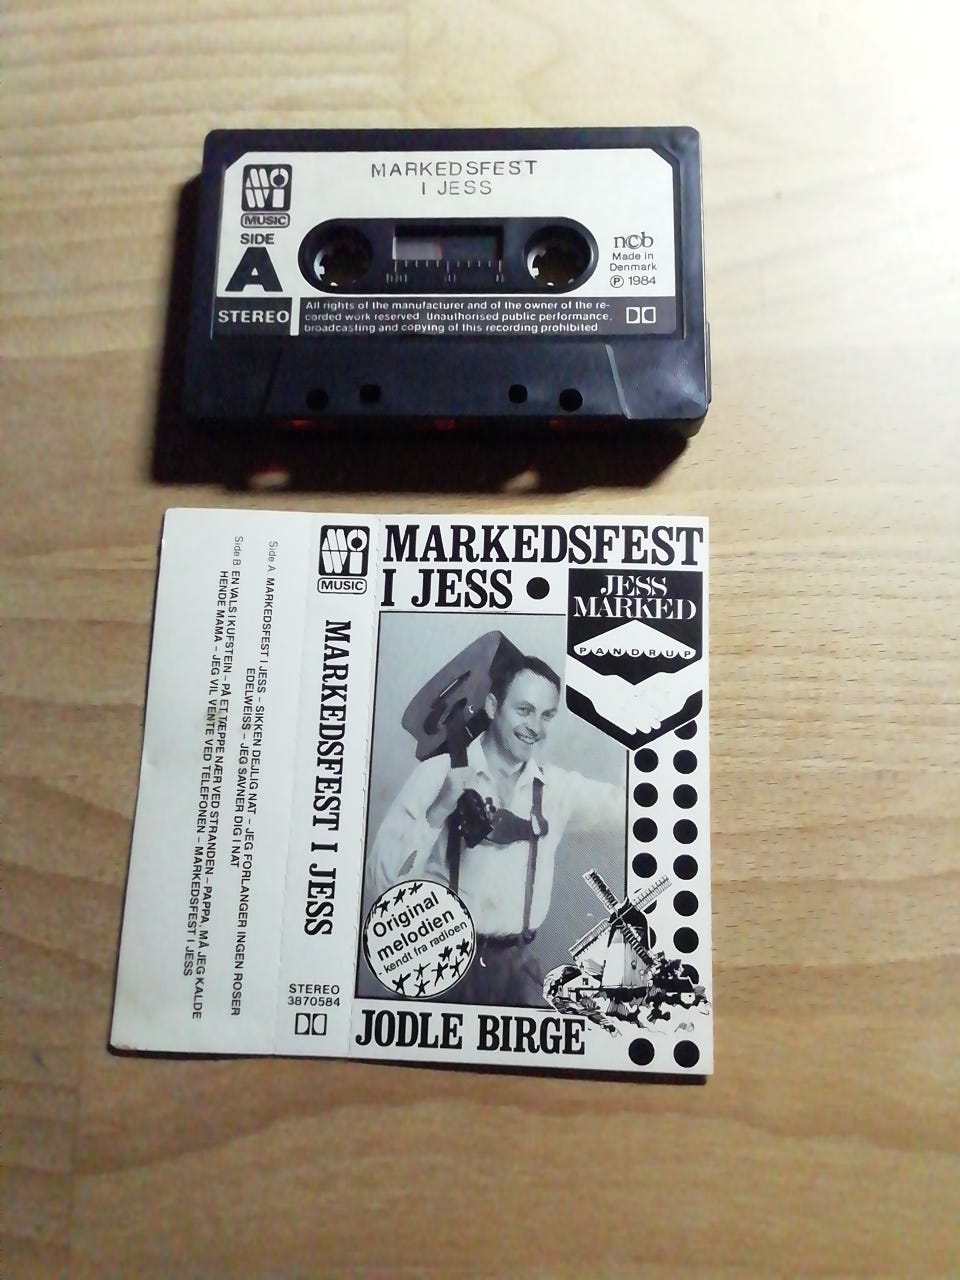 MOWI
MUSIC
SIDE
A
STEREO
MARKEDSFEST
I JESS
ncb
Made in
Denmark
Ⓟ 1984
All rights of the manufacturer and of the owner of the re-
corded work reserved. Unauthorised public performance,
broadcasting and copying of this recording prohibited
MARKEDSFEST
I JESS ●
JESS
MARKED
PANDRUP
Original
melodien
- kendt fra radioen
JODLE BIRGE
MOWI
MUSIC
MARKEDSFEST I JESS
STEREO
3870584
Side A MARKEDSFEST I JESS – SIKKEN DEJLIG NAT – JEG FORLANGER INGEN ROSER
EDELWEISS – JEG SAVNER DIG I NAT
Side B EN VALS I KUFSTEIN – PÅ ET TÆPPE NÆR VED STRANDEN – PAPPA, MÅ JEG KALDE
HENDE MAMA – JEG VIL VENTE VED TELEFONEN – MARKEDSFEST I JESS